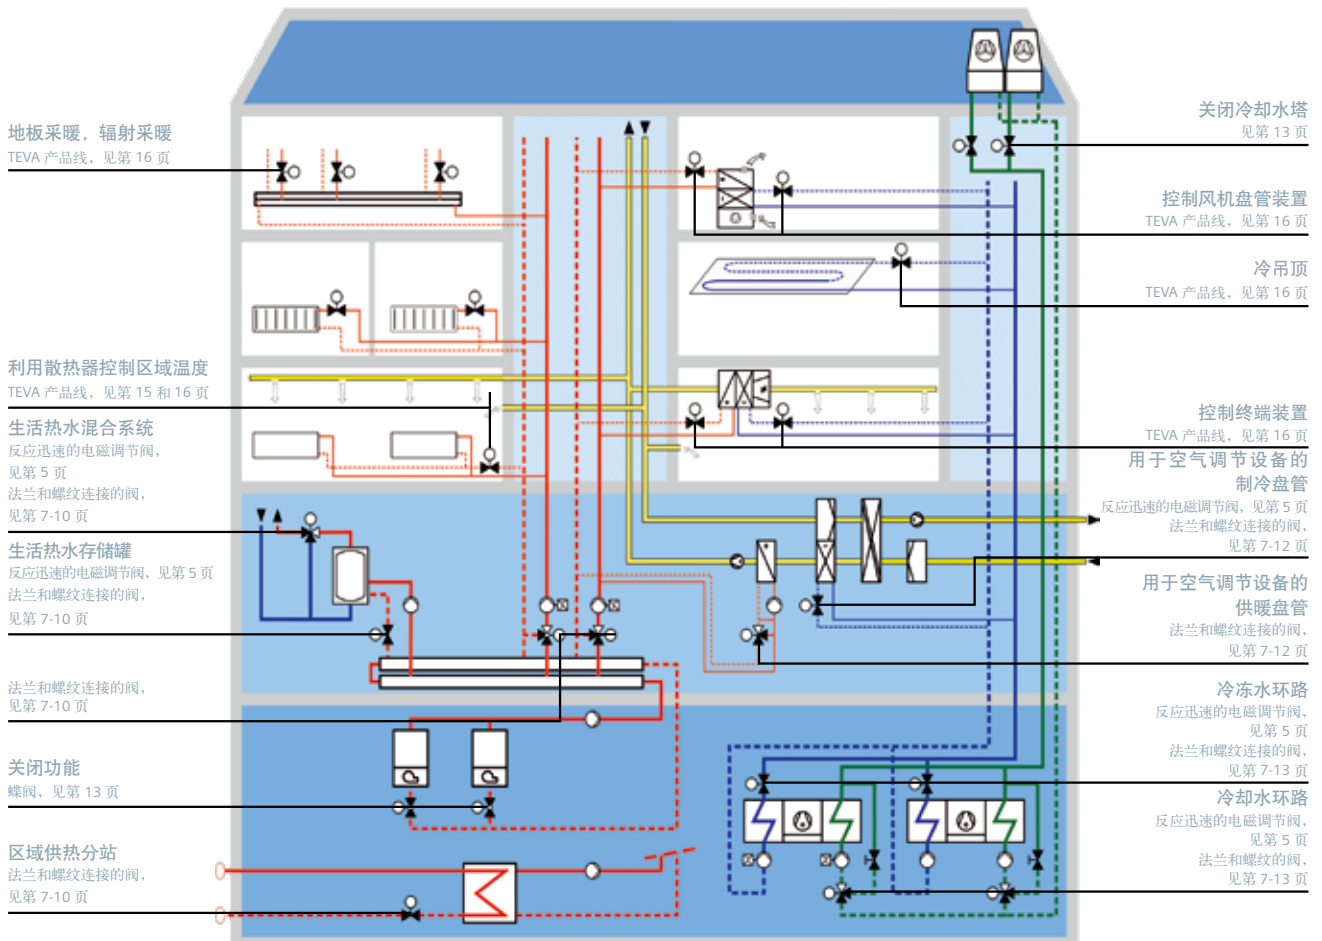 地板采暖，辐射采暖
TEVA 产品线，见第 16 页
利用散热器控制区域温度
TEVA 产品线，见第 15 和 16 页
生活热水混合系统
反应迅速的电磁调节阀，
见第 5 页
法兰和螺纹连接的阀，
见第 7-10 页
生活热水存储罐
反应迅速的电磁调节阀，见第 5 页
法兰和螺纹连接的阀，
见第 7-10 页
法兰和螺纹连接的阀，
见第 7-10 页
关闭功能
蝶阀，见第 13 页
区域供热分站
法兰和螺纹连接的阀，
见第 7-10 页
关闭冷却水塔
见第 13 页
控制风机盘管装置
TEVA 产品线，见第 16 页
冷吊顶
TEVA 产品线，见第 16 页
控制终端装置
TEVA 产品线，见第 16 页
用于空气调节设备的
制冷盘管
反应迅速的电磁调节阀，见第 5 页
法兰和螺纹连接的阀，
见第 7-12 页
用于空气调节设备的
供暖盘管
法兰和螺纹连接的阀，
见第 7-12 页
冷冻水环路
反应迅速的电磁调节阀，
见第 5 页
法兰和螺纹连接的阀，
见第 7-13 页
冷却水环路
反应迅速的电磁调节阀，
见第 5 页
法兰和螺纹的阀，
见第 7-13 页